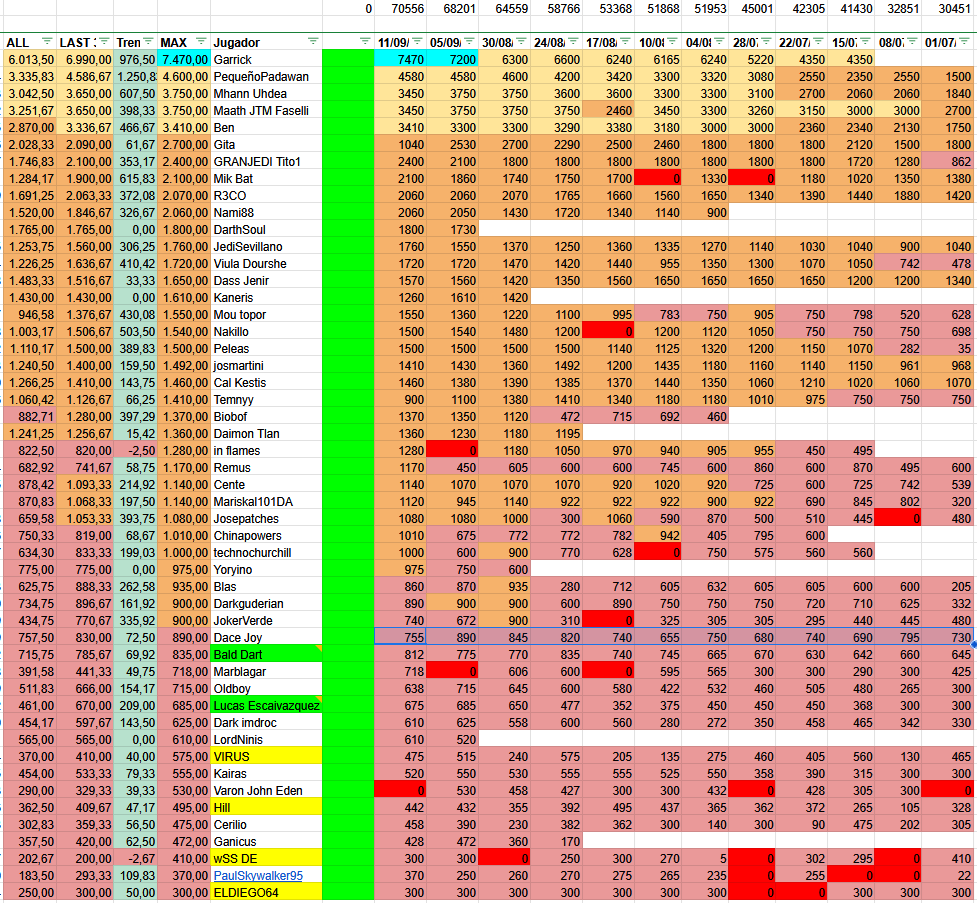 0 70556 68201 64559 58766 53368 51868 51953 45001 42305 41430 32851 30451
ALL LAST Tren MAX Jugador 11/09/ 05/09/ 30/08/ 24/08/ 17/08/ 10/08 04/08 28/07 22/07/ 15/07 08/07 01/07/
6.013,50 6.990,00 976,50 7.470,00 Garrick 7470 7200 6300 6600 6240 6165 6240 5220 4350 4350
3.335,83 4.586,67 1.250,83 4.600,00 PequeñoPadawan 4580 4580 4600 4200 3420 3300 3320 3080 2550 2350 2550 1500
3.042,50 3.650,00 607,50 3.750,00 Mhann Uhdea 3450 3750 3750 3600 3600 3300 3300 3100 2700 2060 2060 1840
3.251,67 3.650,00 398,33 3.750,00 Maath JTM Faselli 3450 3750 3750 3750 2460 3450 3300 3260 3150 3000 3000 2700
2.870,00 3.336,67 466,67 3.410,00 Ben 3410 3300 3300 3290 3380 3180 3000 3000 2360 2340 2130 1750
2.028,33 2.090,00 61,67 2.700,00 Gita 1040 2530 2700 2290 2500 2460 1800 1800 2120 1500 1800
1.746,83 2.100,00 353,17 2.400,00 GRANJEDI Tito1 2400 2100 1800 1800 1800 1800 1800 1800 1800 1720 1280 862
1.284,17 1.900,00 615,83 2.100,00 Mik Bat 2100 1860 1740 1750 1700 0 1330 0 1180 1020 1350 1380
1.691,25 2.063,33 372,08 2.070,00 R3CO 2060 2060 2070 1765 1660 1560 1650 1340 1390 1440 1880 1420
1.520,00 1.846,67 326,67 2.060,00 Nami88 2060 2050 1430 1720 1340 1140 900
1.765,00 1.765,00 0,00 1.800,00 DarthSoul 1800 1730
1.253,75 1.560,00 306,25 1.760,00 JediSevillano 1760 1550 1370 1250 1360 1335 1270 1140 1030 1040 900 1040
1.226,25 1.636,67 410,42 1.720,00 Viula Dourshe 1720 1720 1470 1420 1440 955 1350 1300 1070 1050 742 478
1.483,33 1.516,67 33,33 1.650,00 Dass Jenir 1570 1560 1420 1350 1560 1650 1650 1650 1200 1200 1200 1340
1.430,00 1.430,00 0,00 1.610,00 Kaneris 1260 1610 1420
946,58 1.376,67 430,08 1.550,00 Mou topor 1550 1360 1220 1100 995 783 750 905 750 798 520 628
1.003,17 1.506,67 503,50 1.540,00 Nakillo 1500 1540 1480 1200 0 1200 1120 1050 750 750 750 698
1.110,17 1.500,00 389,83 1.500,00 Peleas 1500 1500 1500 1500 1140 1125 1320 1200 1150 1070 282 35
1.240,50 1.400,00 159,50 1.492,00 josmartini 1410 1430 1360 1492 1200 1435 1180 1160 1140 1150 961 968
1.266,25 1.410,00 143,75 1.460,00 Cal Kestis 1460 1380 1390 1385 1370 1440 1350 1060 1210 1020 1060 1070
1.060,42 1.126,67 66,25 1.410,00 Temnyy 900 1100 1380 1410 1340 1180 1180 1010 975 750 750 750
882,71 1.280,00 397,29 1.370,00 Biobof 1370 1350 1120 472 715 692 460
1.241,25 1.256,67 15,42 1.360,00 Daimon Tlan 1360 1230 1180 1195
822,50 820,00 -2,50 1.280,00 in flames 1280 0 1180 1050 970 940 905 955 450 495
682,92 741,67 58,75 1.170,00 Remus 1170 450 605 600 600 745 600 860 600 870 495 600
878,42 1.093,33 214,92 1.140,00 Cente 1140 1070 1070 1070 920 1020 920 725 600 725 742 539
870,83 1.068,33 197,50 1.140,00 Mariskal101DA 1120 945 1140 922 922 922 900 922 690 845 802 320
659,58 1.053,33 393,75 1.080,00 Josepatches 1080 1080 1000 300 1060 590 870 500 510 445 0 480
750,33 819,00 68,67 1.010,00 Chinapowers 1010 675 772 772 782 942 405 795 600
634,30 833,33 199,03 1.000,00 technochurchill 1000 600 900 770 628 0 750 575 560 560
775,00 775,00 0,00 975,00 Yoryino 975 750 600
625,75 888,33 262,58 935,00 Blas 860 870 935 280 712 605 632 605 605 600 600 205
734,75 896,67 161,92 900,00 Darkguderian 890 900 900 600 890 750 750 750 720 710 625 332
434,75 770,67 335,92 900,00 JokerVerde 740 672 900 310 0 325 305 305 295 440 445 480
757,50 830,00 72,50 890,00 Dace Joy 755 890 845 820 740 655 750 680 740 690 795 730
715,75 785,67 69,92 835,00 Bald Dart 812 775 770 835 740 745 665 670 630 642 660 645
391,58 441,33 49,75 718,00 Marblagar 718 0 606 600 0 595 565 300 300 290 300 425
511,83 666,00 154,17 715,00 Oldboy 638 715 645 600 580 422 532 460 505 480 265 300
461,00 670,00 209,00 685,00 Lucas Escaivazquez 675 685 650 477 352 375 450 450 450 368 300 300
454,17 597,67 143,50 625,00 Dark imdroc 610 625 558 600 560 280 272 350 458 465 342 330
565,00 565,00 0,00 610,00 LordNinis 610 520
370,00 410,00 40,00 575,00 VIRUS 475 515 240 575 205 135 275 460 405 560 130 465
454,00 533,33 79,33 555,00 Kairas 520 550 530 555 555 525 550 358 390 315 300 300
290,00 329,33 39,33 530,00 Varon John Eden 0 530 458 427 300 300 432 0 428 305 300 0
362,50 409,67 47,17 495,00 Hill 442 432 355 392 495 437 365 362 372 265 105 328
302,83 359,33 56,50 475,00 Cerilio 458 390 230 382 362 300 140 300 90 475 202 305
357,50 420,00 62,50 472,00 Ganicus 428 472 360 170
202,67 200,00 -2,67 410,00 wSS DE 300 300 0 250 300 270 5 0 302 295 0 410
183,50 293,33 109,83 370,00 PaulSkywalker95 370 250 260 270 275 265 235 0 255 0 0 22
250,00 300,00 50,00 300,00 ELDIEGO64 300 300 300 300 300 300 300 0 0 300 300 300